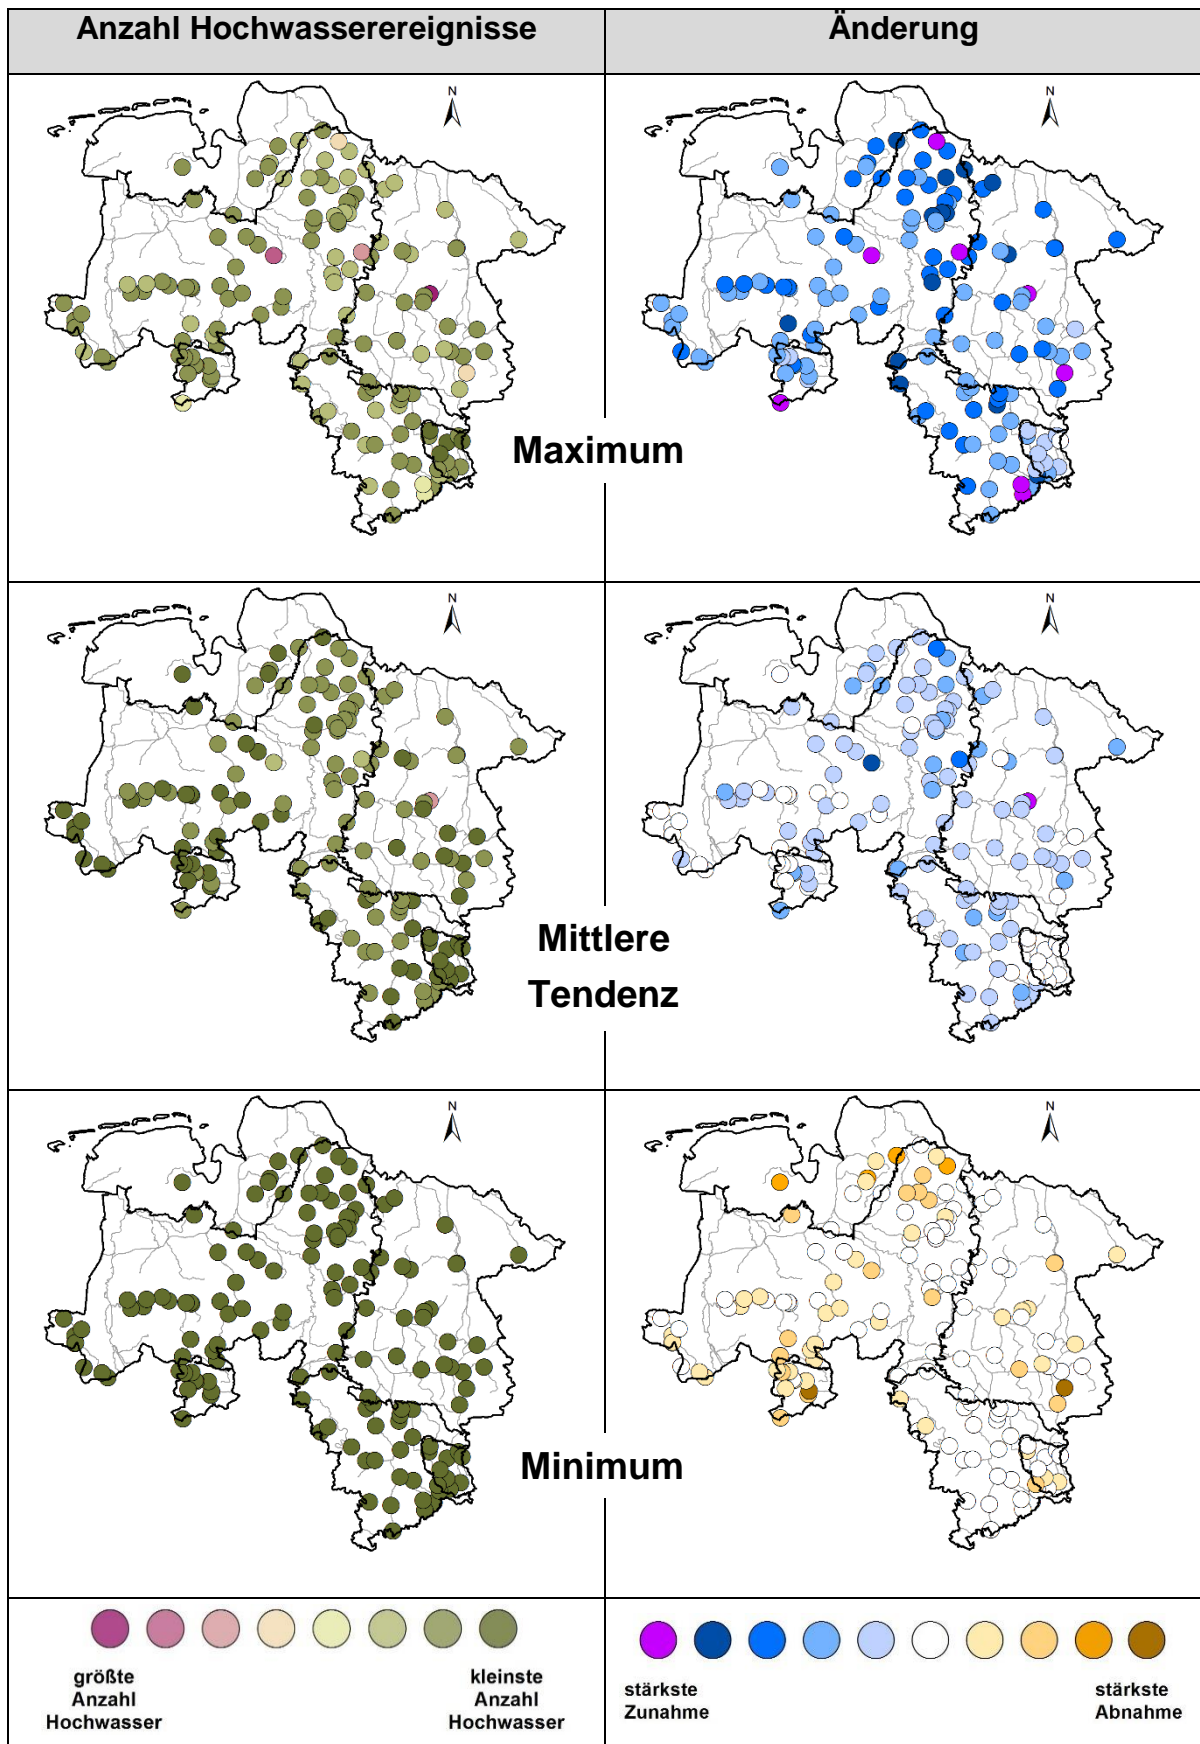 Anzahl Hochwasserereignisse
Änderung
N
N
Maximum
N
N
Mittlere
Tendenz
N
N
Minimum
größte
Anzahl
Hochwasser
kleinste
Anzahl
Hochwasser
stärkste
Zunahme
stärkste
Abnahme